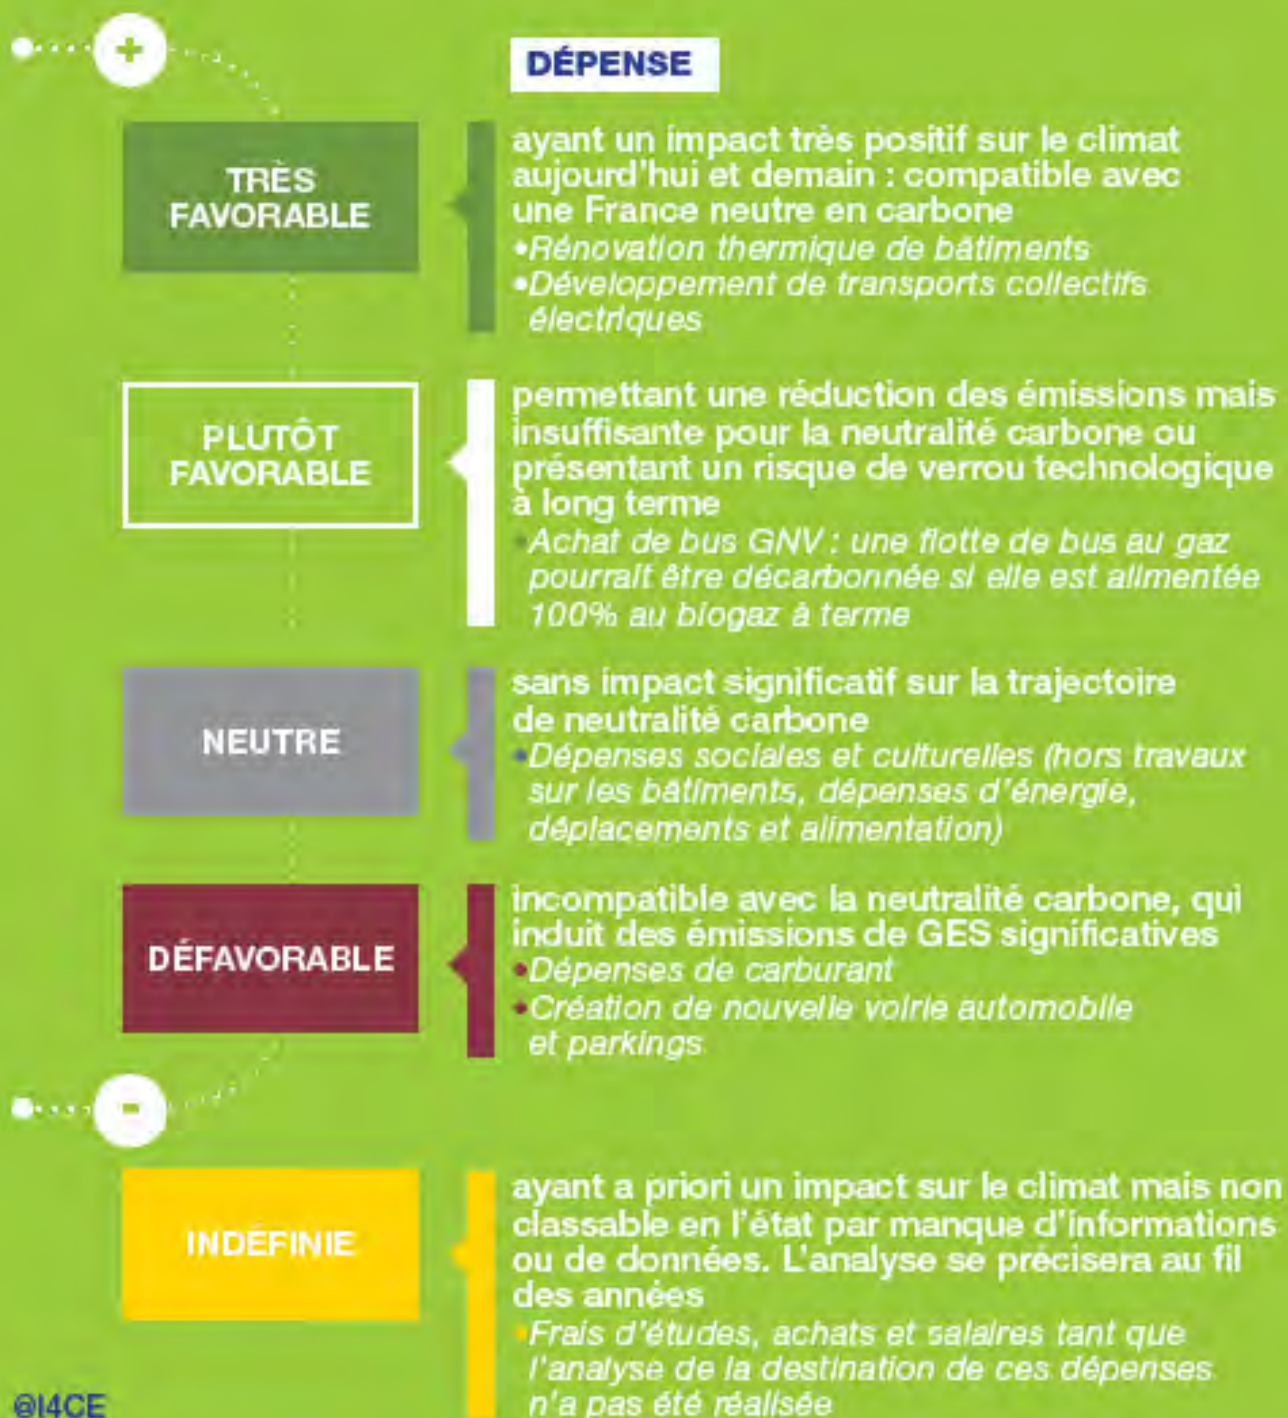 +
DÉPENSE
TRÈS
FAVORABLE
ayant un impact très positif sur le climat
aujourd'hui et demain : compatible avec
une France neutre en carbone
•Rénovation thermique de bâtiments
•Développement de transports collectifs
électriques
PLUTÔT
FAVORABLE
permettant une réduction des émissions mais
insuffisante pour la neutralité carbone ou
présentant un risque de verrou technologique
à long terme
•Achat de bus GNV : une flotte de bus au gaz
pourrait être décarbonnée si elle est alimentée
100% au biogaz à terme
NEUTRE
sans impact significatif sur la trajectoire
de neutralité carbone
•Dépenses sociales et culturelles (hors travaux
sur les bâtiments, dépenses d'énergie,
déplacements et alimentation)
DÉFAVORABLE
incompatible avec la neutralité carbone, qui
induit des émissions de GES significatives
•Dépenses de carburant
•Création de nouvelle voirie automobile
et parkings
-
INDÉFINIE
ayant a priori un impact sur le climat mais non
classable en l'état par manque d'informations
ou de données. L'analyse se précisera au fil
des années
•Frais d'études, achats et salaires tant que
l'analyse de la destination de ces dépenses
n'a pas été réalisée
@I4CE